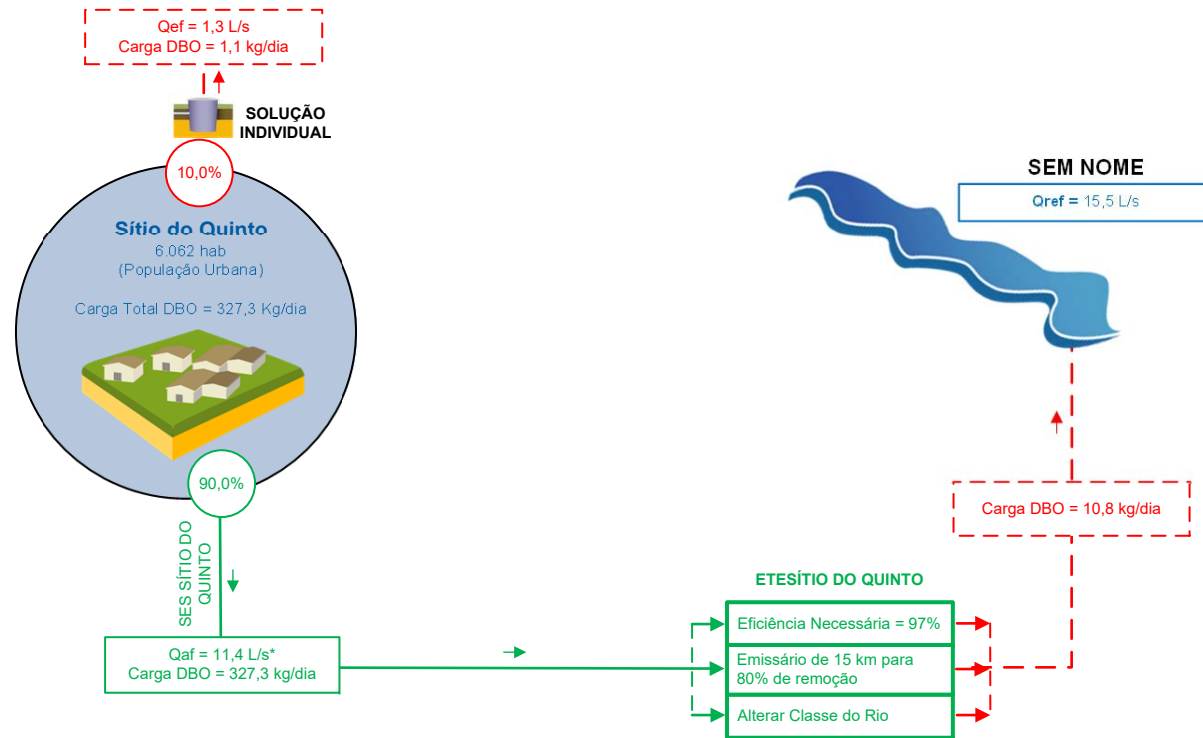 Qef = 1,3 L/s
Carga DBO = 1,1 kg/dia
SOLUÇÃO
INDIVIDUAL
10,0%
Sítio do Quinto
6.062 hab
(População Urbana)
Carga Total DBO = 327,3 Kg/dia
90,0%
SES SÍTIO DO
QUINTO
Qaf = 11,4 L/s*
Carga DBO = 327,3 kg/dia
ETESÍTIO DO QUINTO
Eficiência Necessária = 97%
Emissário de 15 km para
80% de remoção
Alterar Classe do Rio
Carga DBO = 10,8 kg/dia
SEM NOME
Qref = 15,5 L/s